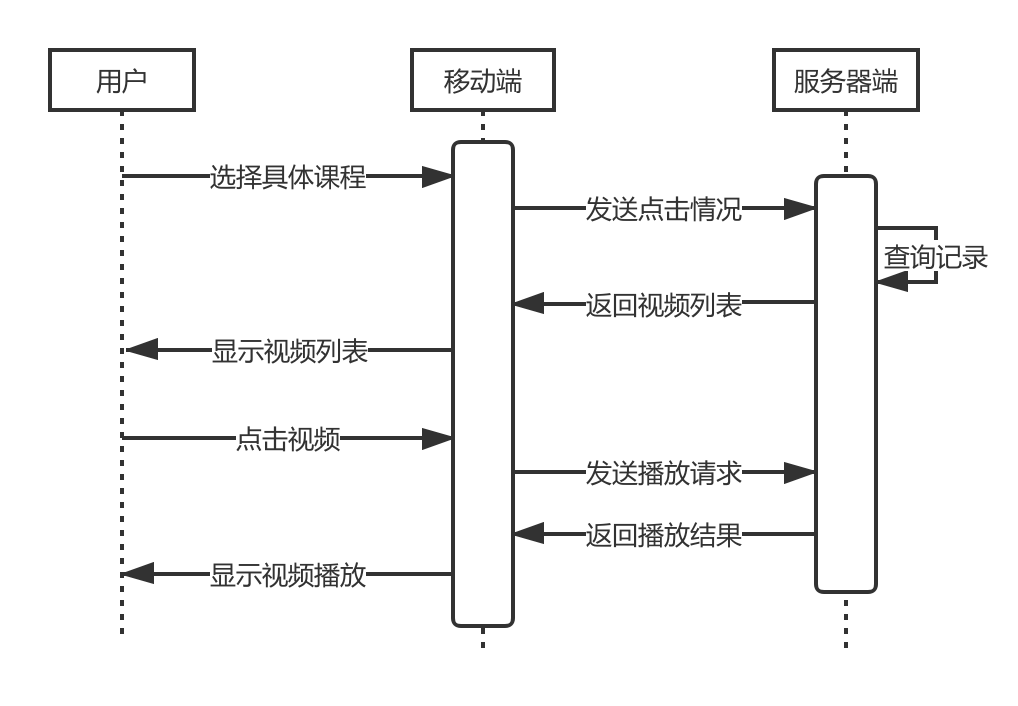 用户
移动端
服务器端
选择具体课程
发送点击情况
查询记录
返回视频列表
显示视频列表
点击视频
发送播放请求
返回播放结果
显示视频播放